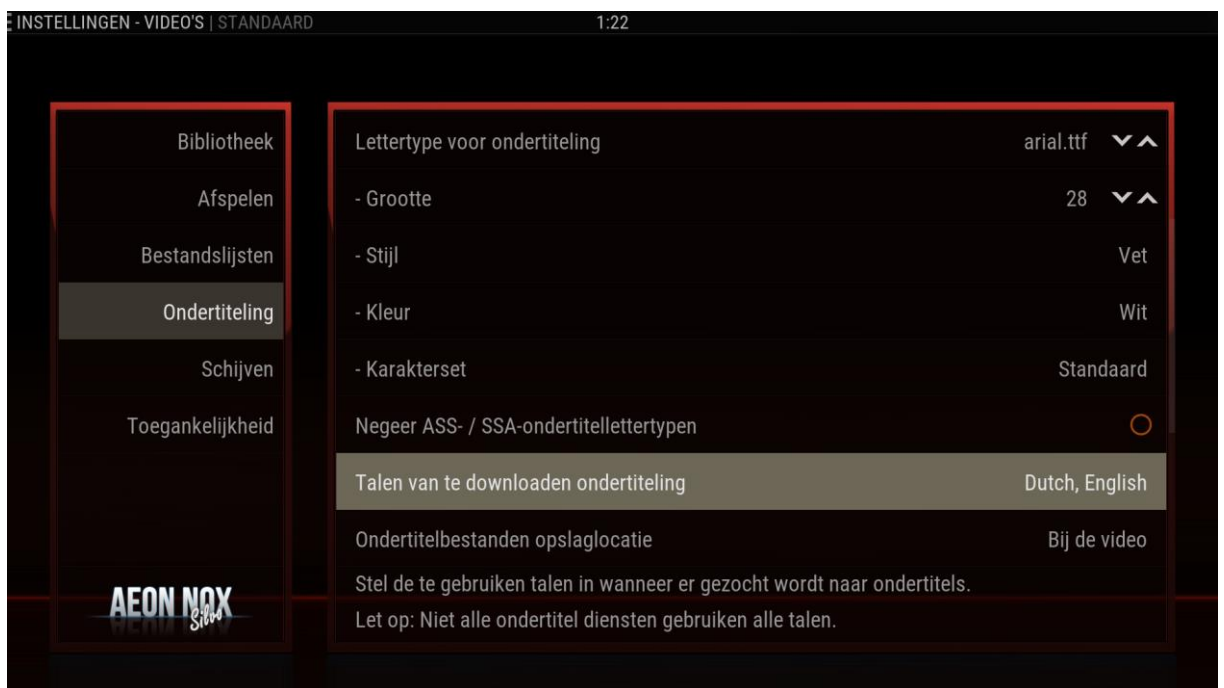 INSTELLINGEN - VIDEO'S | STANDAARD 1:22
Bibliotheek
Afspelen
Bestandslijsten
Ondertiteling
Schijven
Toegankelijkheid
AEON NOX
Silvo
Lettertype voor ondertiteling arial.ttf
- Grootte 28
- Stijl Vet
- Kleur Wit
- Karakterset Standaard
Negeer ASS- / SSA-ondertitellettertypen
Talen van te downloaden ondertiteling Dutch, English
Ondertitelbestanden opslaglocatie Bij de video
Stel de te gebruiken talen in wanneer er gezocht wordt naar ondertitels.
Let op: Niet alle ondertitel diensten gebruiken alle talen.